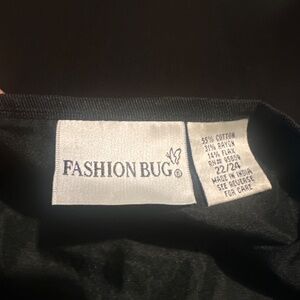 FASHION BUG®
55% COTTON
31% RAYON
14% FLAX
22/24
MADE IN INDIA
SEE REVERSE
FOR CARE